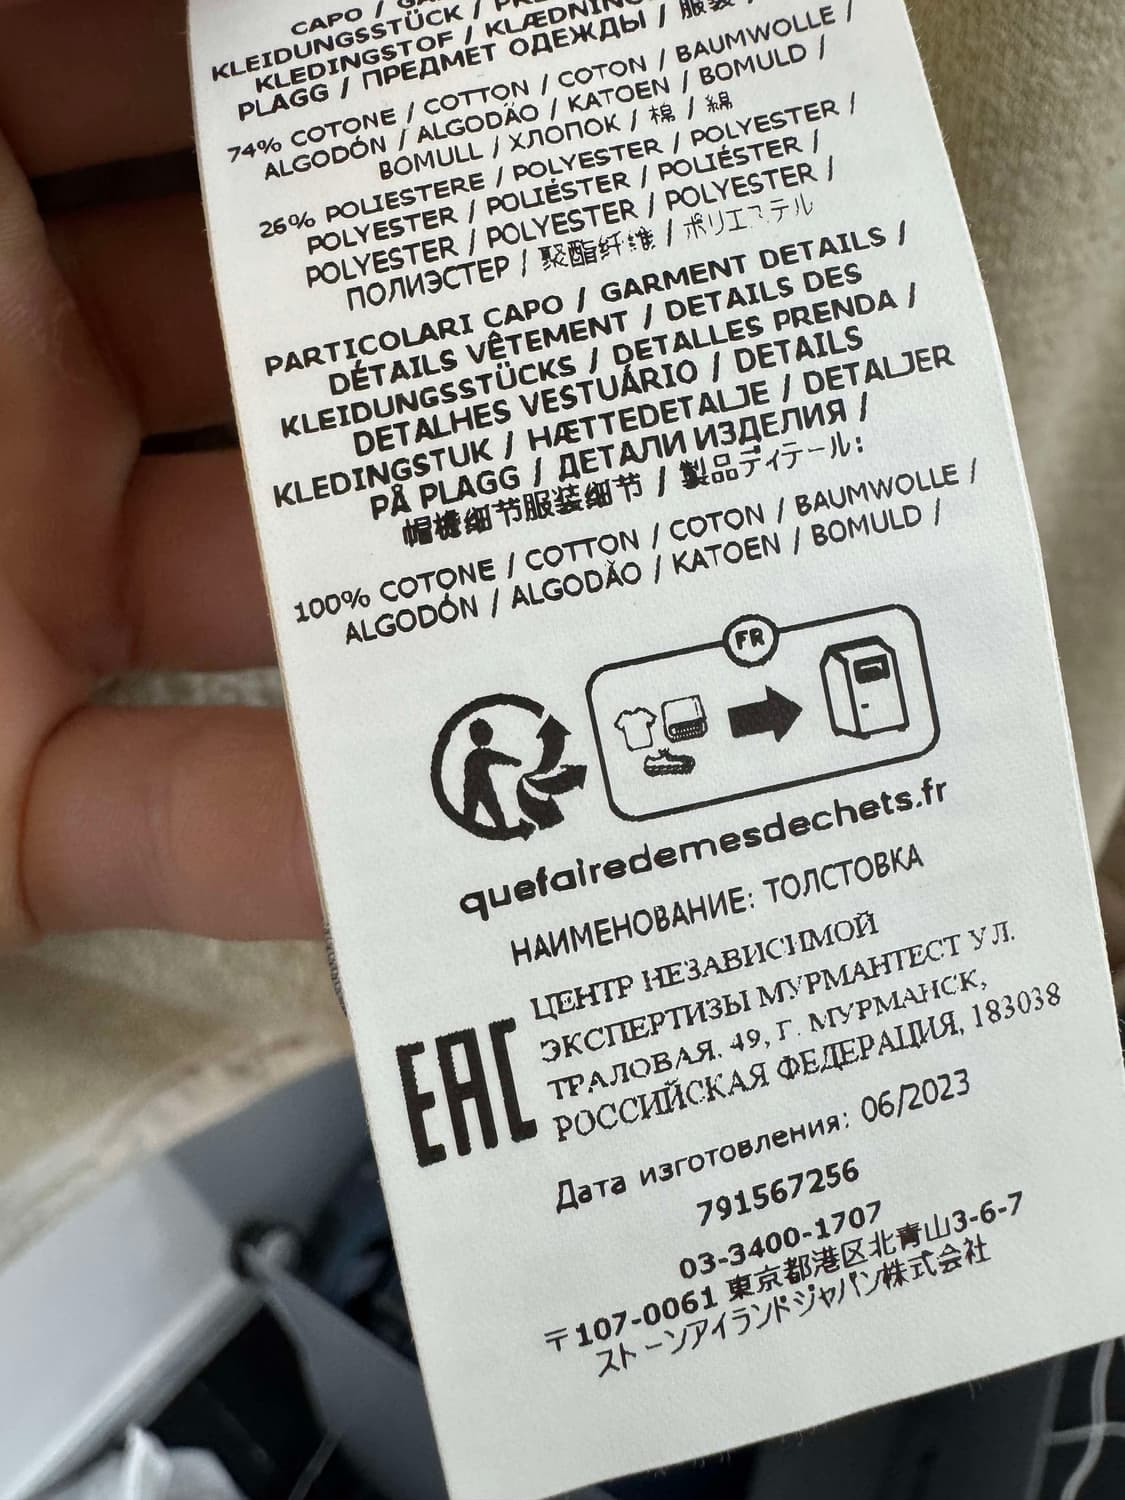 CAPO /
KLEIDUNGSSTÜCK /
KLEDINGSTOF / KLÆDNING
PLAGG / ПРЕДМЕТ ОДЕЖДЫ / 服装 /
74% COTONE / COTTON / COTON / BAUMWOLLE /
ALGODÓN / ALGODÃO / KATOEN / BOMULD /
BOMULL / ХЛОПОК / 棉 / 綿
26% POLIESTERE / POLYESTER / POLYESTER /
POLYESTER / POLIÉSTER / POLIÉSTER /
POLYESTER / POLYESTER / POLYESTER /
ПОЛИЭСТЕР / 聚酯纤维 / ポリエステル
PARTICOLARI CAPO / GARMENT DETAILS /
DÉTAILS VÊTEMENT / DETAILS DES
KLEIDUNGSSTÜCKS / DETALLES PRENDA /
DETALHES VESTUÁRIO / DETAILS
KLEDINGSTUK / HÆTTEDETALJE / DETALJER
PÅ PLAGG / ДЕТАЛИ ИЗДЕЛИЯ /
细节服装细节 / 製品ディテール:
100% COTONE / COTTON / COTON / BAUMWOLLE /
ALGODÓN / ALGODÃO / KATOEN / BOMULD /
FR
quefairedemesdechets.fr
НАИМЕНОВАНИЕ: ТОЛСТОВКА
EAC
ЦЕНТР НЕЗАВИСИМОЙ
ЭКСПЕРТИЗЫ МУРМАНТЕСТ УЛ.
ТРАЛОВАЯ. 49, Г. МУРМАНСК,
РОССИЙСКАЯ ФЕДЕРАЦИЯ, 183038
Дата изготовления: 06/2023
791567256
03-3400-1707
〒107-0061 東京都港区北青山3-6-7
ストーンアイランドジャパン株式会社